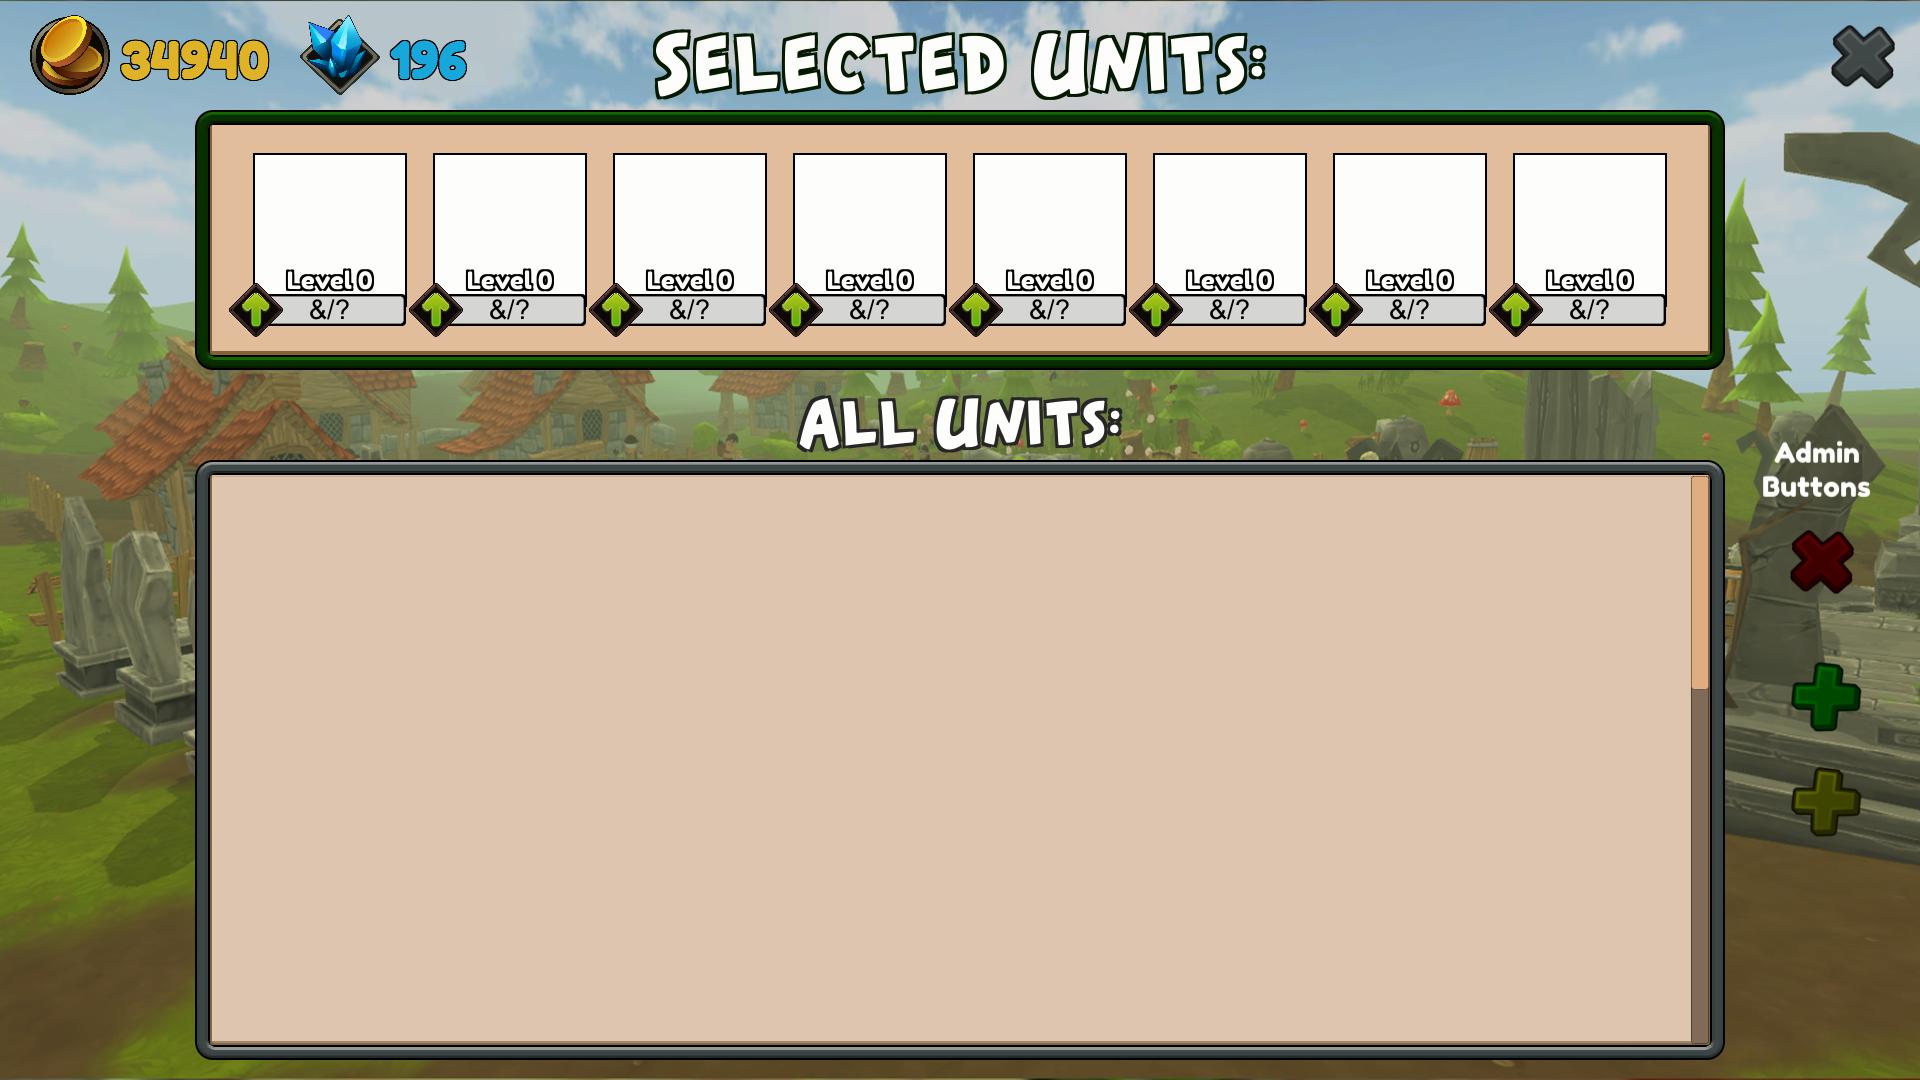 34940 196 SELECTED UNITS:
Level 0 Level 0 Level 0 Level 0 Level 0 Level 0 Level 0 Level 0
&/? &/? &/? &/? &/? &/? &/? &/?
ALL UNITS:
Admin
Buttons